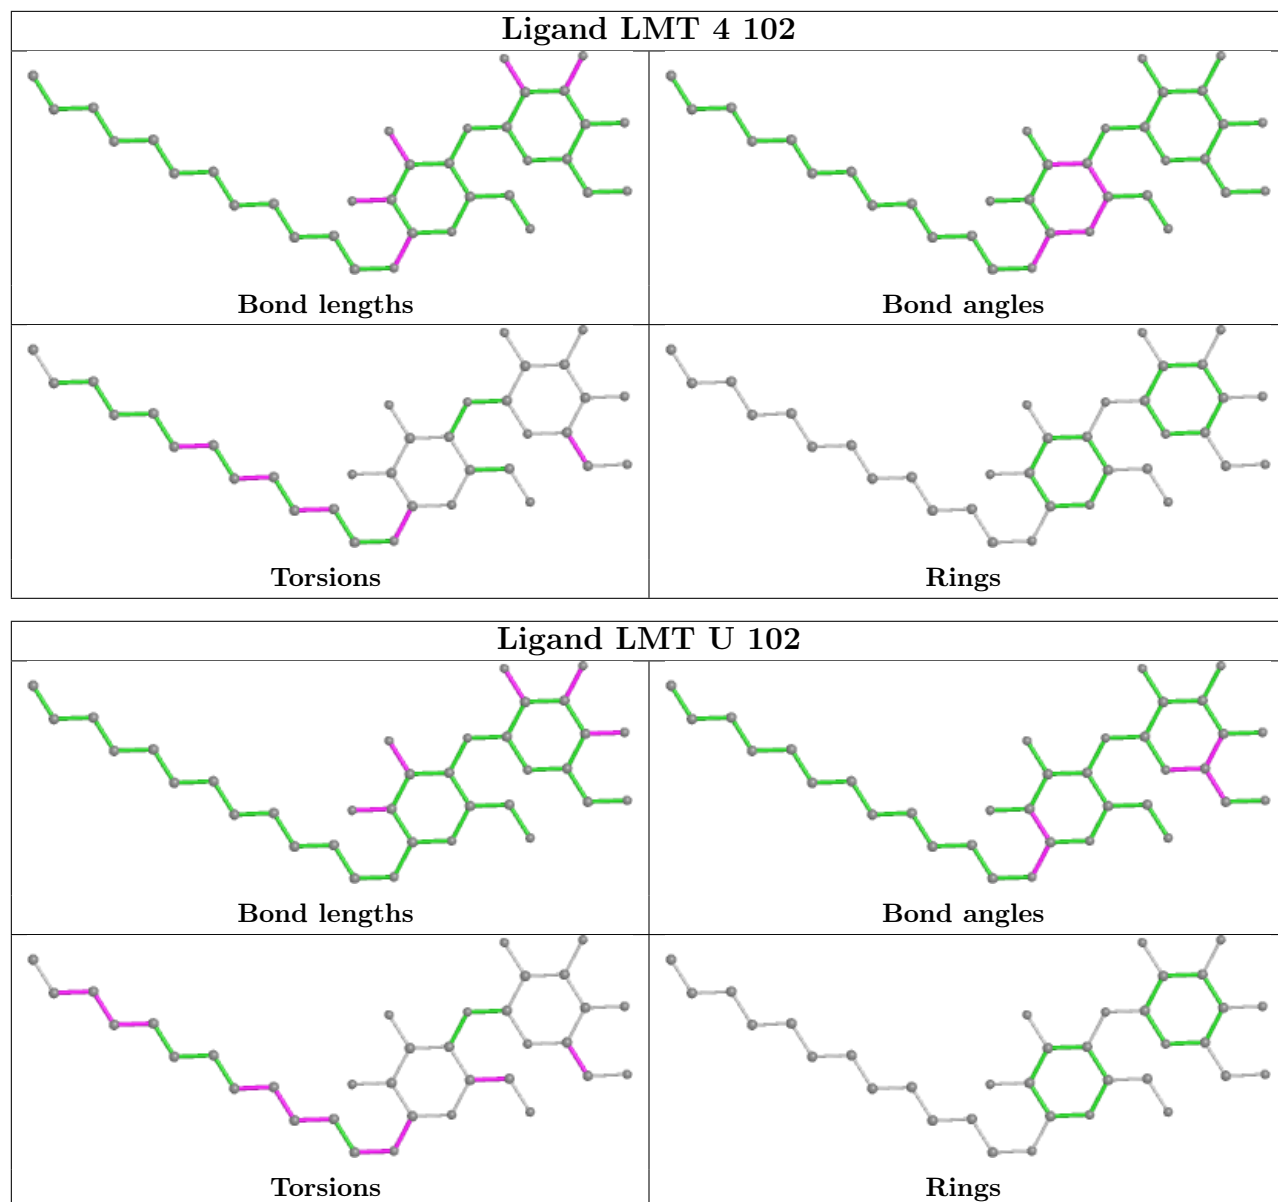 Ligand LMT 4 102
Bond lengths
Bond angles
Torsions
Rings
Ligand LMT U 102
Bond lengths
Bond angles
Torsions
Rings